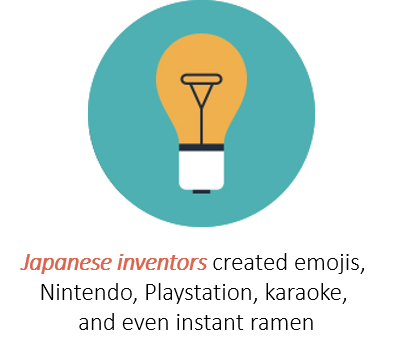 Japanese inventors created emojis,
Nintendo, Playstation, karaoke,
and even instant ramen